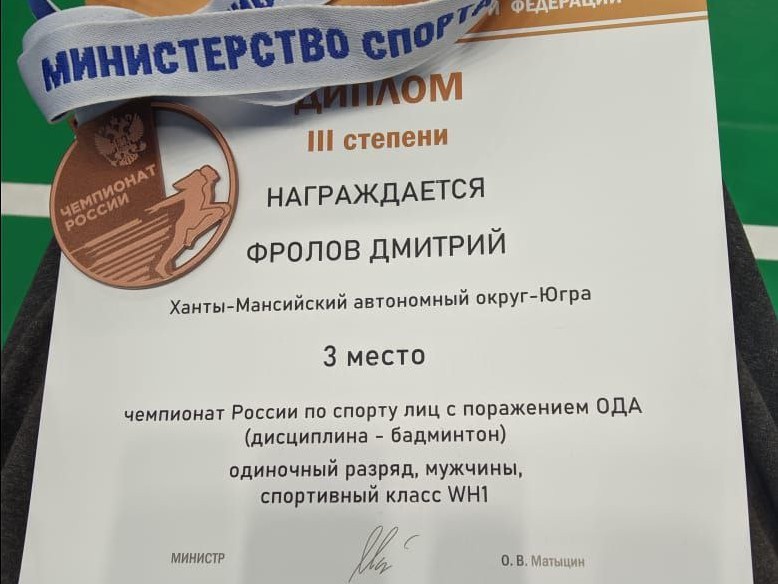 МИНИСТЕРСТВО СПОРТА
ФЕДЕРАЦИИ
ДИПЛОМ
III степени
ЧЕМПИОНАТ
РОССИИ
НАГРАЖДАЕТСЯ
ФРОЛОВ ДМИТРИЙ
Ханты-Мансийский автономный округ-Югра
3 место
чемпионат России по спорту лиц с поражением ОДА
(дисциплина - бадминтон)
одиночный разряд, мужчины,
спортивный класс WH1
МИНИСТР
О. В. Матыцин